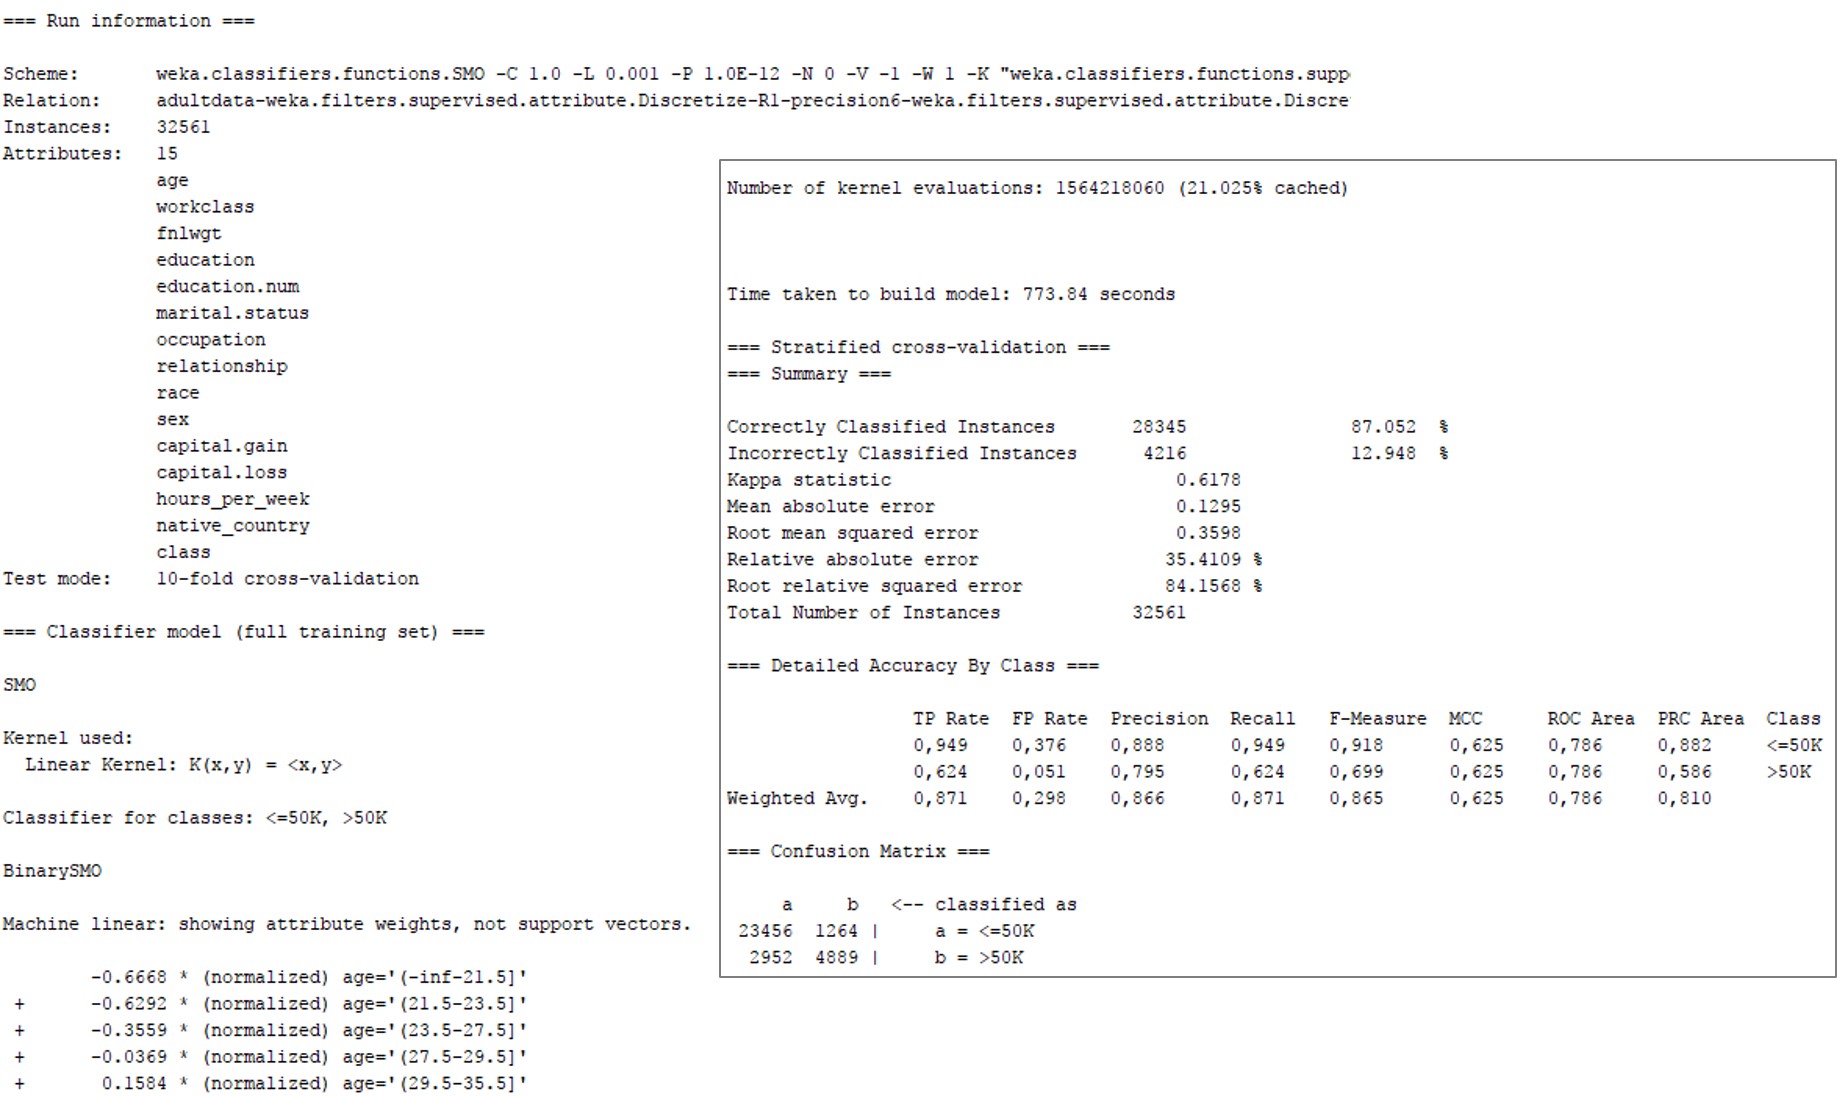 === Run information ===
Scheme: weka.classifiers.functions.SMO -C 1.0 -L 0.001 -P 1.0E-12 -N 0 -V -1 -W 1 -K "weka.classifiers.functions.supp
Relation: adultdata-weka.filters.supervised.attribute.Discretize-R1-precision6-weka.filters.supervised.attribute.Discre
Instances: 32561
Attributes: 15
age
workclass
fnlwgt
education
education.num
marital.status
occupation
relationship
race
sex
capital.gain
capital.loss
hours_per_week
native_country
class
Test mode: 10-fold cross-validation
=== Classifier model (full training set) ===
SMO
Kernel used:
Linear Kernel: K(x,y) = <x,y>
Classifier for classes: <=50K, >50K
BinarySMO
Machine linear: showing attribute weights, not support vectors.
-0.6668 * (normalized) age='(-inf-21.5]'
+ -0.6292 * (normalized) age='(21.5-23.5]'
+ -0.3559 * (normalized) age='(23.5-27.5]'
+ -0.0369 * (normalized) age='(27.5-29.5]'
+ 0.1584 * (normalized) age='(29.5-35.5]'
Number of kernel evaluations: 1564218060 (21.025% cached)
Time taken to build model: 773.84 seconds
=== Stratified cross-validation ===
=== Summary ===
Correctly Classified Instances 28345 87.052 %
Incorrectly Classified Instances 4216 12.948 %
Kappa statistic 0.6178
Mean absolute error 0.1295
Root mean squared error 0.3598
Relative absolute error 35.4109 %
Root relative squared error 84.1568 %
Total Number of Instances 32561
=== Detailed Accuracy By Class ===
TP Rate FP Rate Precision Recall F-Measure MCC ROC Area PRC Area Class
0,949 0,376 0,888 0,949 0,918 0,625 0,786 0,882 <=50K
0,624 0,051 0,795 0,624 0,699 0,625 0,786 0,586 >50K
Weighted Avg. 0,871 0,298 0,866 0,871 0,865 0,625 0,786 0,810
=== Confusion Matrix ===
a b <-- classified as
23456 1264 | a = <=50K
2952 4889 | b = >50K